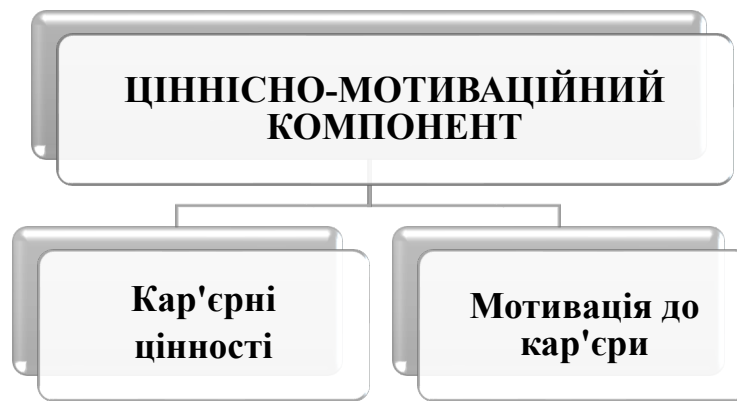 ЦІННІСНО-МОТИВАЦІЙНИЙ
КОМПОНЕНТ
Кар'єрні
цінності
Мотивація до
кар'єри